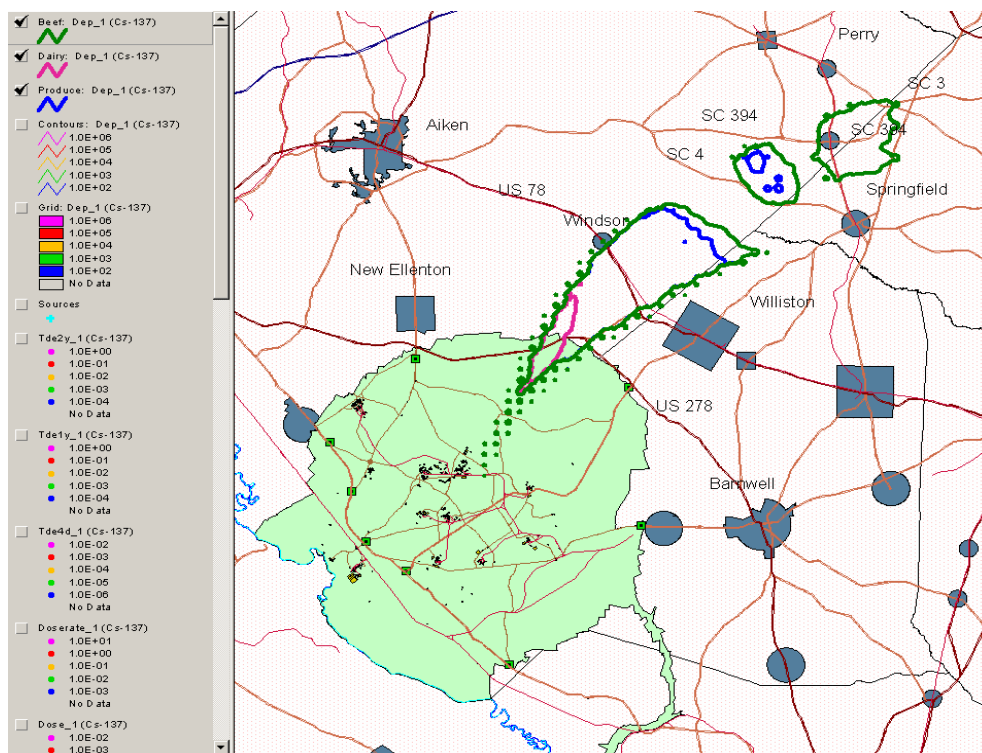 Beef: Dep_1 (Cs-137)
Dairy: Dep_1 (Cs-137)
Produce: Dep_1 (Cs-137)
Contours: Dep_1 (Cs-137)
1.0E+06
1.0E+05
1.0E+04
1.0E+03
1.0E+02
Grid: Dep_1 (Cs-137)
1.0E+06
1.0E+05
1.0E+04
1.0E+03
1.0E+02
No Data
Sources
Tde2y_1 (Cs-137)
1.0E+00
1.0E-01
1.0E-02
1.0E-03
1.0E-04
No Data
Tde1y_1 (Cs-137)
1.0E+00
1.0E-01
1.0E-02
1.0E-03
1.0E-04
No Data
Tde4d_1 (Cs-137)
1.0E-02
1.0E-03
1.0E-04
1.0E-05
1.0E-06
No Data
Doserate_1 (Cs-137)
1.0E+01
1.0E+00
1.0E-01
1.0E-02
1.0E-03
No Data
Dose_1 (Cs-137)
1.0E-02
1.0E-03
Perry
SC 3
Aiken
SC 394
SC 394
SC 4
US 78
Springfield
Windsor
New Ellenton
Williston
US 278
Barnwell